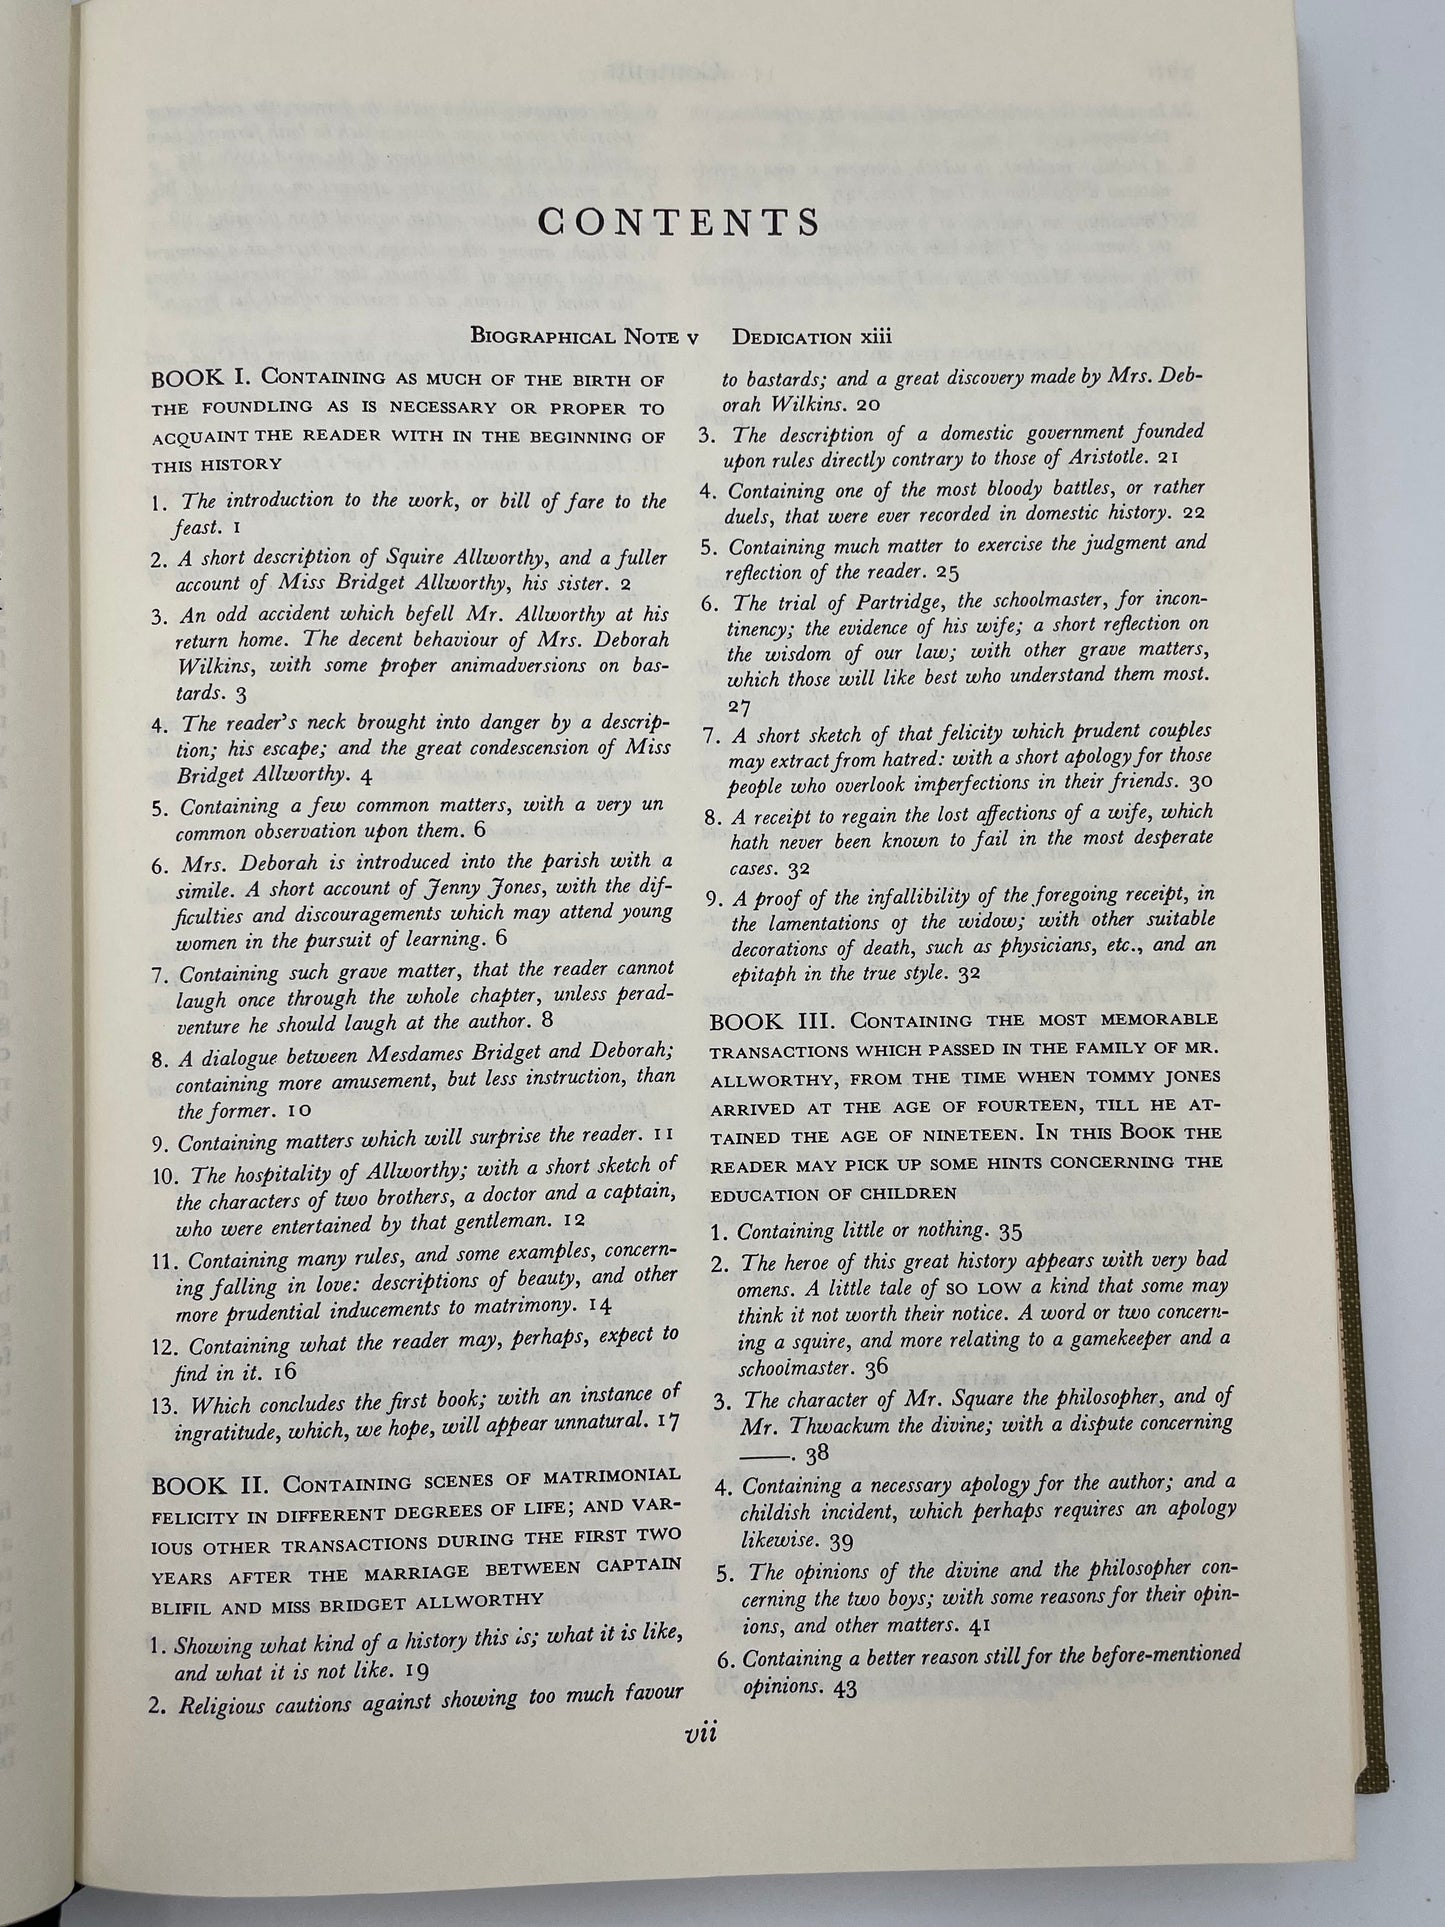 CONTENTS
BIOGRAPHICAL NOTE v DEDICATION xiii
BOOK I. CONTAINING AS MUCH OF THE BIRTH OF
THE FOUNDLING AS IS NECESSARY OR PROPER TO
ACQUAINT THE READER WITH IN THE BEGINNING OF
THIS HISTORY
1. The introduction to the work, or bill of fare to the
feast. 1
2. A short description of Squire Allworthy, and a fuller
account of Miss Bridget Allworthy, his sister. 2
3. An odd accident which befell Mr. Allworthy at his
return home. The decent behaviour of Mrs. Deborah
Wilkins, with some proper animadversions on bas-
tards. 3
4. The reader's neck brought into danger by a descrip-
tion; his escape; and the great condescension of Miss
Bridget Allworthy. 4
5. Containing a few common matters, with a very un
common observation upon them. 6
6. Mrs. Deborah is introduced into the parish with a
simile. A short account of Jenny Jones, with the dif-
ficulties and discouragements which may attend young
women in the pursuit of learning. 6
7. Containing such grave matter, that the reader cannot
laugh once through the whole chapter, unless perad-
venture he should laugh at the author. 8
8. A dialogue between Mesdames Bridget and Deborah;
containing more amusement, but less instruction, than
the former. 10
9. Containing matters which will surprise the reader. 11
10. The hospitality of Allworthy; with a short sketch of
the characters of two brothers, a doctor and a captain,
who were entertained by that gentleman. 12
11. Containing many rules, and some examples, concern-
ing falling in love: descriptions of beauty, and other
more prudential inducements to matrimony. 14
12. Containing what the reader may, perhaps, expect to
find in it. 16
13. Which concludes the first book; with an instance of
ingratitude, which, we hope, will appear unnatural. 17
BOOK II. CONTAINING SCENES OF MATRIMONIAL
FELICITY IN DIFFERENT DEGREES OF LIFE; AND VAR-
IOUS OTHER TRANSACTIONS DURING THE FIRST TWO
YEARS AFTER THE MARRIAGE BETWEEN CAPTAIN
BLIFIL AND MISS BRIDGET ALLWORTHY
1. Showing what kind of a history this is; what it is like,
and what it is not like. 19
2. Religious cautions against showing too much favour
to bastards; and a great discovery made by Mrs. Deb-
orah Wilkins. 20
3. The description of a domestic government founded
upon rules directly contrary to those of Aristotle. 21
4. Containing one of the most bloody battles, or rather
duels, that were ever recorded in domestic history. 22
5. Containing much matter to exercise the judgment and
reflection of the reader. 25
6. The trial of Partridge, the schoolmaster, for incon-
tinency; the evidence of his wife; a short reflection on
the wisdom of our law; with other grave matters,
which those will like best who understand them most.
27
7. A short sketch of that felicity which prudent couples
may extract from hatred: with a short apology for those
people who overlook imperfections in their friends. 30
8. A receipt to regain the lost affections of a wife, which
hath never been known to fail in the most desperate
cases. 32
9. A proof of the infallibility of the foregoing receipt, in
the lamentations of the widow; with other suitable
decorations of death, such as physicians, etc., and an
epitaph in the true style. 32
BOOK III. CONTAINING THE MOST MEMORABLE
TRANSACTIONS WHICH PASSED IN THE FAMILY OF MR.
ALLWORTHY, FROM THE TIME WHEN TOMMY JONES
ARRIVED AT THE AGE OF FOURTEEN, TILL HE AT-
TAINED THE AGE OF NINETEEN. IN THIS BOOK THE
READER MAY PICK UP SOME HINTS CONCERNING THE
EDUCATION OF CHILDREN
1. Containing little or nothing. 35
2. The heroe of this great history appears with very bad
omens. A little tale of SO LOW a kind that some may
think it not worth their notice. A word or two concern-
ing a squire, and more relating to a gamekeeper and a
schoolmaster. 36
3. The character of Mr. Square the philosopher, and of
Mr. Thwackum the divine; with a dispute concerning
———. 38
4. Containing a necessary apology for the author; and a
childish incident, which perhaps requires an apology
likewise. 39
5. The opinions of the divine and the philosopher con-
cerning the two boys; with some reasons for their opin-
ions, and other matters. 41
6. Containing a better reason still for the before-mentioned
opinions. 43
vii